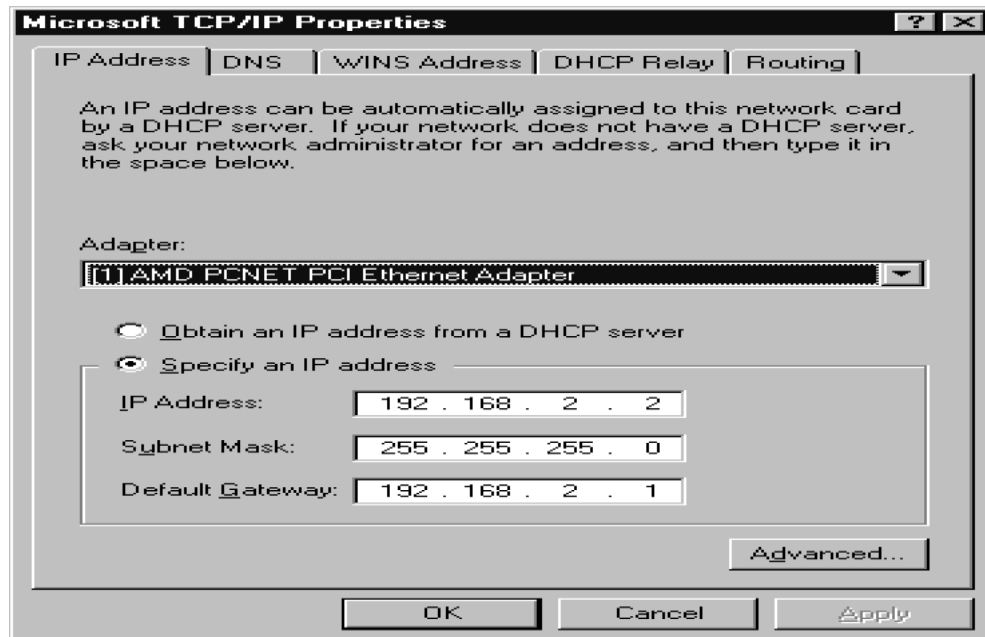 Microsoft TCP/IP Properties
IP Address DNS WINS Address DHCP Relay Routing
An IP address can be automatically assigned to this network card
by a DHCP server. If your network does not have a DHCP server,
ask your network administrator for an address, and then type it in
the space below.
Adapter:
[1] AMD PCNET PCI Ethernet Adapter
Obtain an IP address from a DHCP server
Specify an IP address
IP Address: 192 . 168 . 2 . 2
Subnet Mask: 255 . 255 . 255 . 0
Default Gateway: 192 . 168 . 2 . 1
Advanced...
OK Cancel Apply